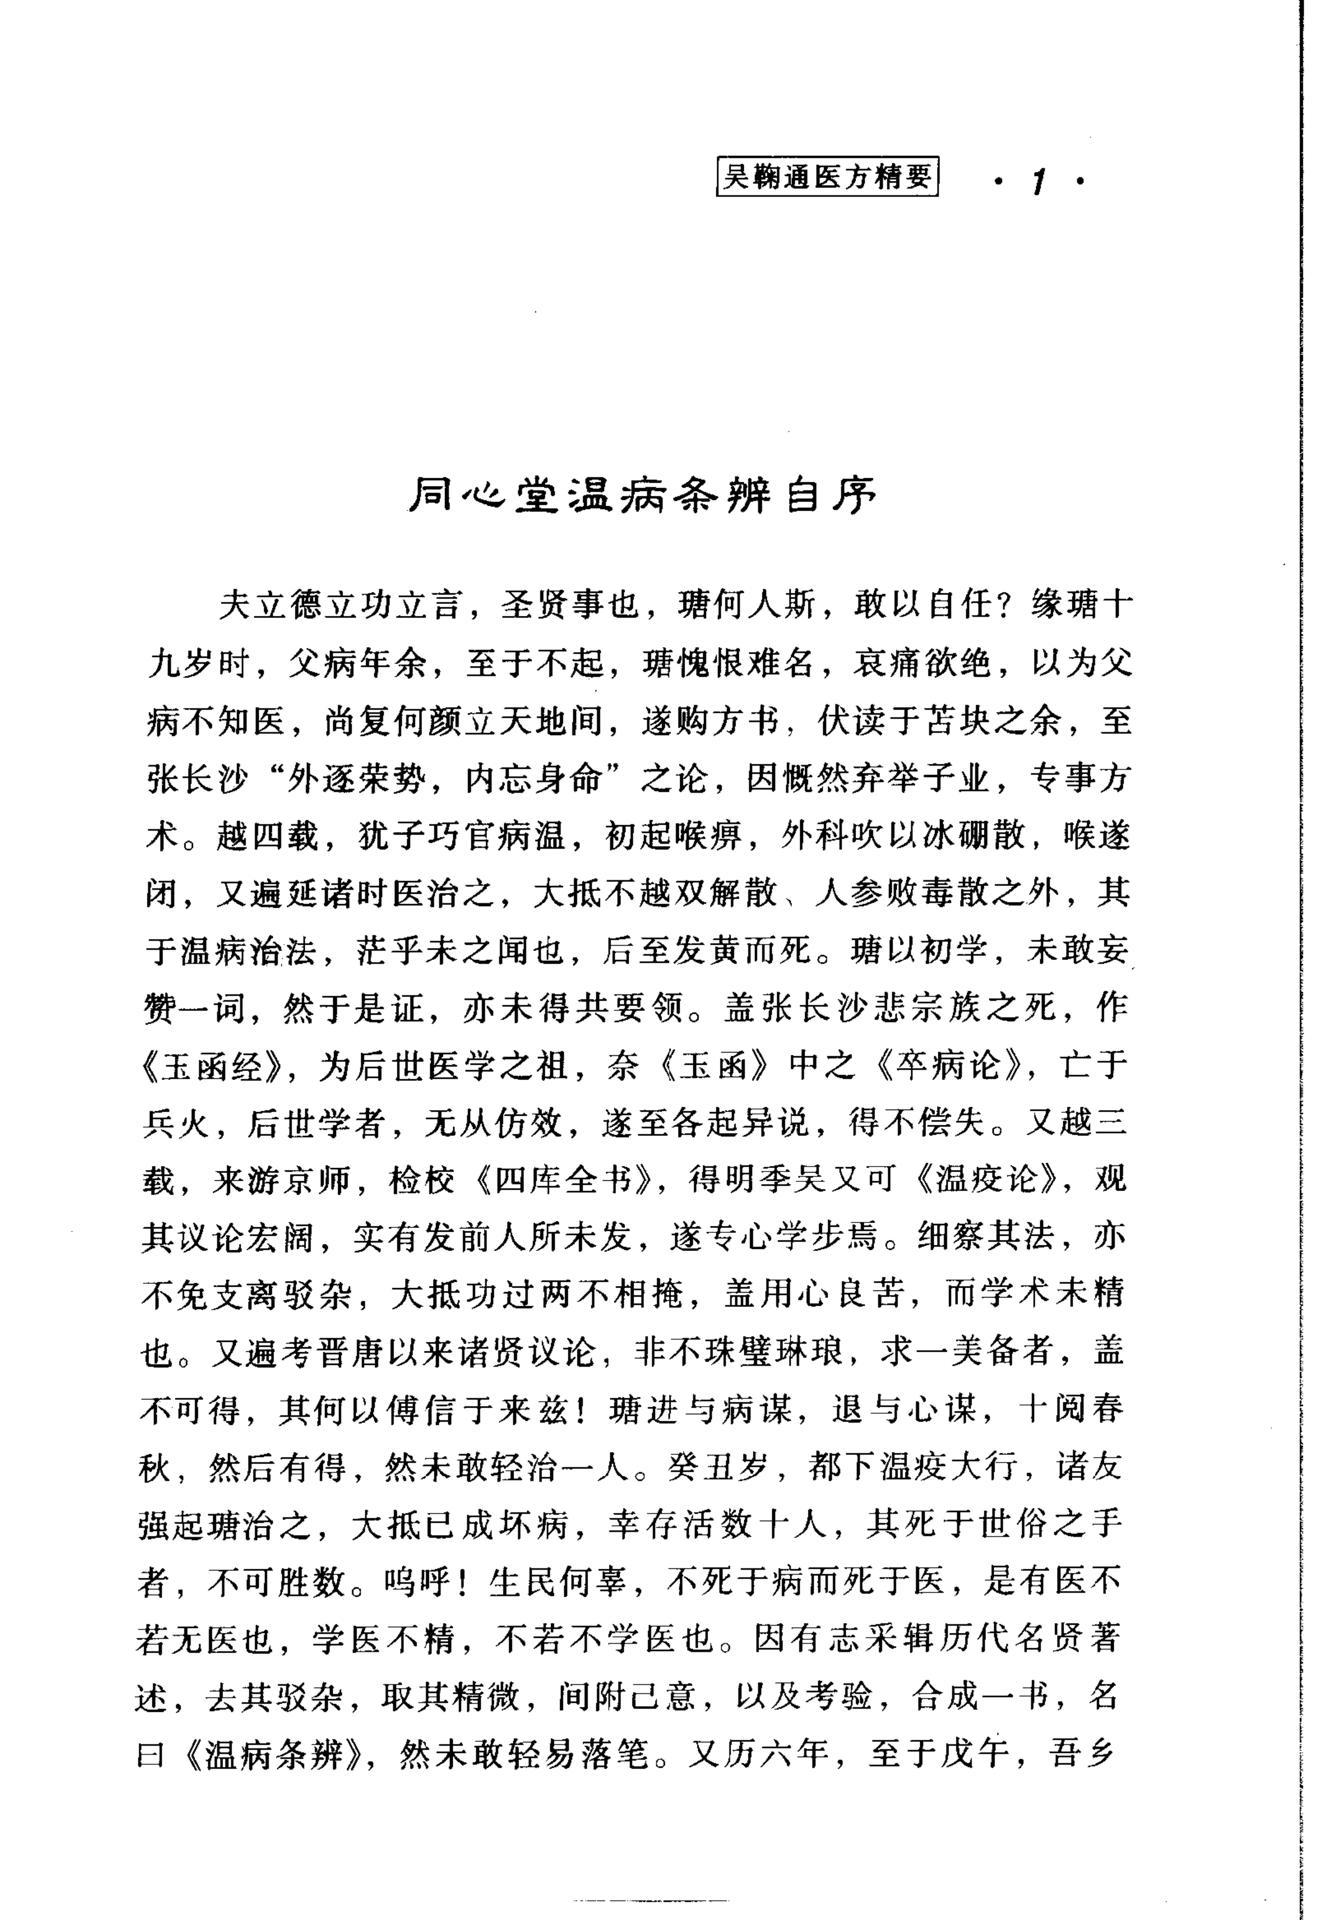 吴鞠通医方精要 · 1 ·
同心堂温病条辨自序
夫立德立功立言，圣贤事也，瑭何人斯，敢以自任？缘瑭十
九岁时，父病年余，至于不起，瑭愧恨难名，哀痛欲绝，以为父
病不知医，尚复何颜立天地间，遂购方书，伏读于苫块之余，至
张长沙“外逐荣势，内忘身命”之论，因慨然弃举子业，专事方
术。越四载，犹子巧官病温，初起喉痹，外科吹以冰硼散，喉遂
闭，又遍延诸时医治之，大抵不越双解散、人参败毒散之外，其
于温病治法，茫乎未之闻也，后至发黄而死。瑭以初学，未敢妄
赞一词，然于是证，亦未得共要领。盖张长沙悲宗族之死，作
《玉函经》，为后世医学之祖，奈《玉函》中之《卒病论》，亡于
兵火，后世学者，无从仿效，遂至各起异说，得不偿失。又越三
载，来游京师，检校《四库全书》，得明季吴又可《温疫论》，观
其议论宏阔，实有发前人所未发，遂专心学步焉。细察其法，亦
不免支离驳杂，大抵功过两不相掩，盖用心良苦，而学术未精
也。又遍考晋唐以来诸贤议论，非不珠璧琳琅，求一美备者，盖
不可得，其何以傅信于来兹！瑭进与病谋，退与心谋，十阅春
秋，然后有得，然未敢轻治一人。癸丑岁，都下温疫大行，诸友
强起瑭治之，大抵已成坏病，幸存活数十人，其死于世俗之手
者，不可胜数。呜呼！生民何辜，不死于病而死于医，是有医不
若无医也，学医不精，不若不学医也。因有志采辑历代名贤著
述，去其驳杂，取其精微，间附己意，以及考验，合成一书，名
曰《温病条辨》，然未敢轻易落笔。又历六年，至于戊午，吾乡